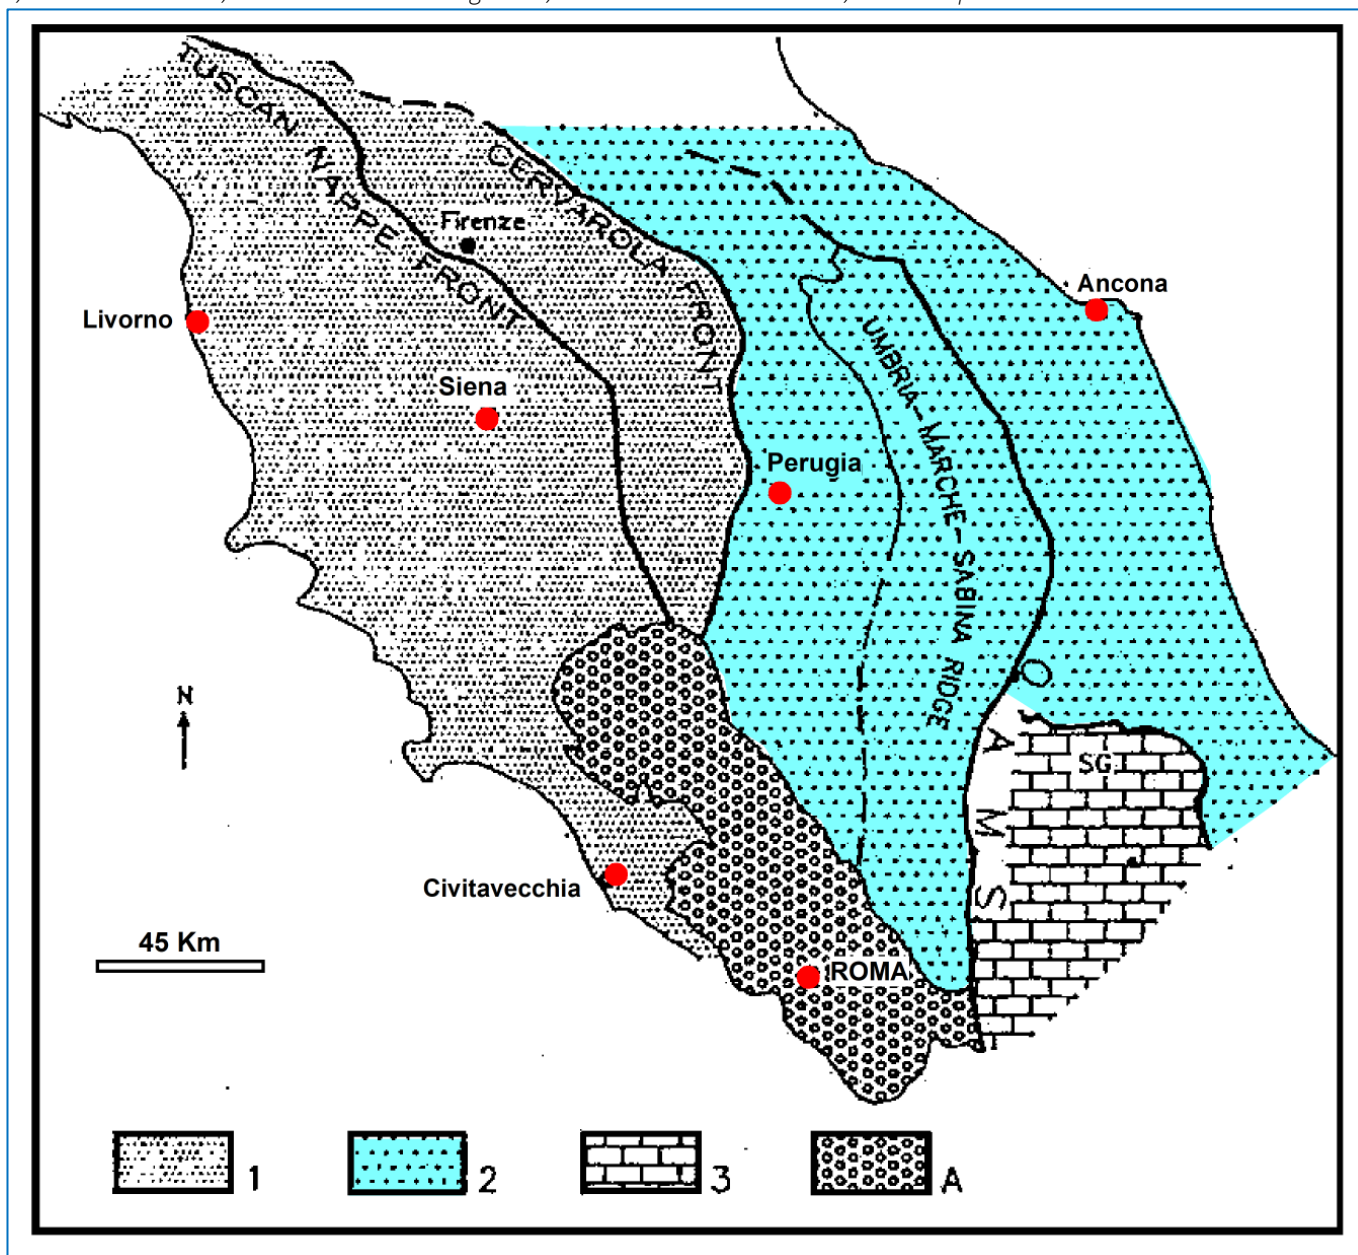 TUSCAN NAPPE FRONT
CERVAROLA FRONT
Firenze
Ancona
Livorno
UMBRIA-MARCHE-SABINA RIDGE
Siena
Perugia
O A M S
N
SG
Civitavecchia
45 Km
ROMA
1
2
3
A